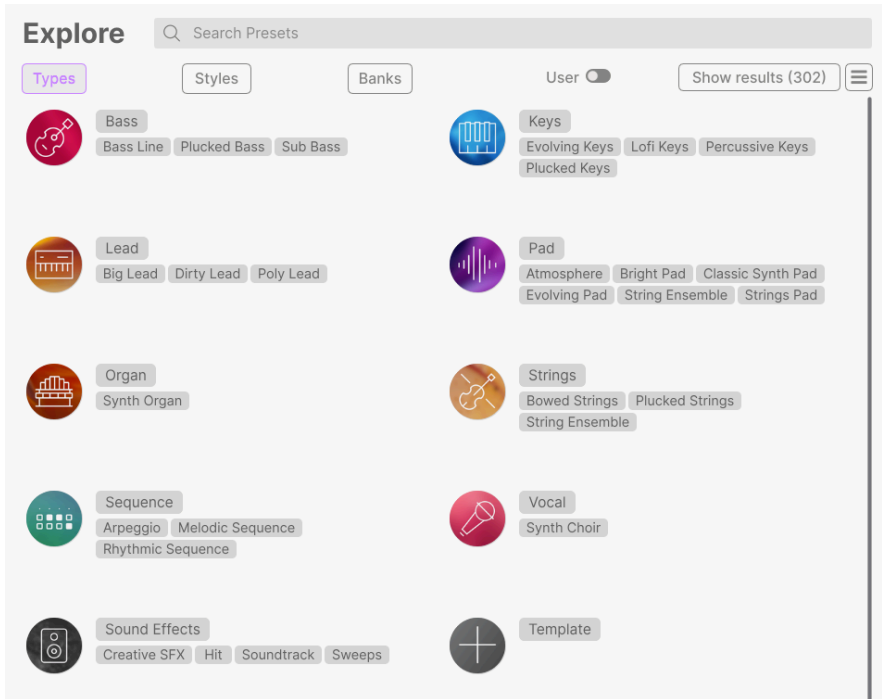 Explore
Search Presets
Types Styles Banks User Show results (302)
Bass
Bass Line Plucked Bass Sub Bass
Keys
Evolving Keys Lofi Keys Percussive Keys
Plucked Keys
Lead
Big Lead Dirty Lead Poly Lead
Pad
Atmosphere Bright Pad Classic Synth Pad
Evolving Pad String Ensemble Strings Pad
Organ
Synth Organ
Strings
Bowed Strings Plucked Strings
String Ensemble
Sequence
Arpeggio Melodic Sequence
Rhythmic Sequence
Vocal
Synth Choir
Sound Effects
Creative SFX Hit Soundtrack Sweeps
Template